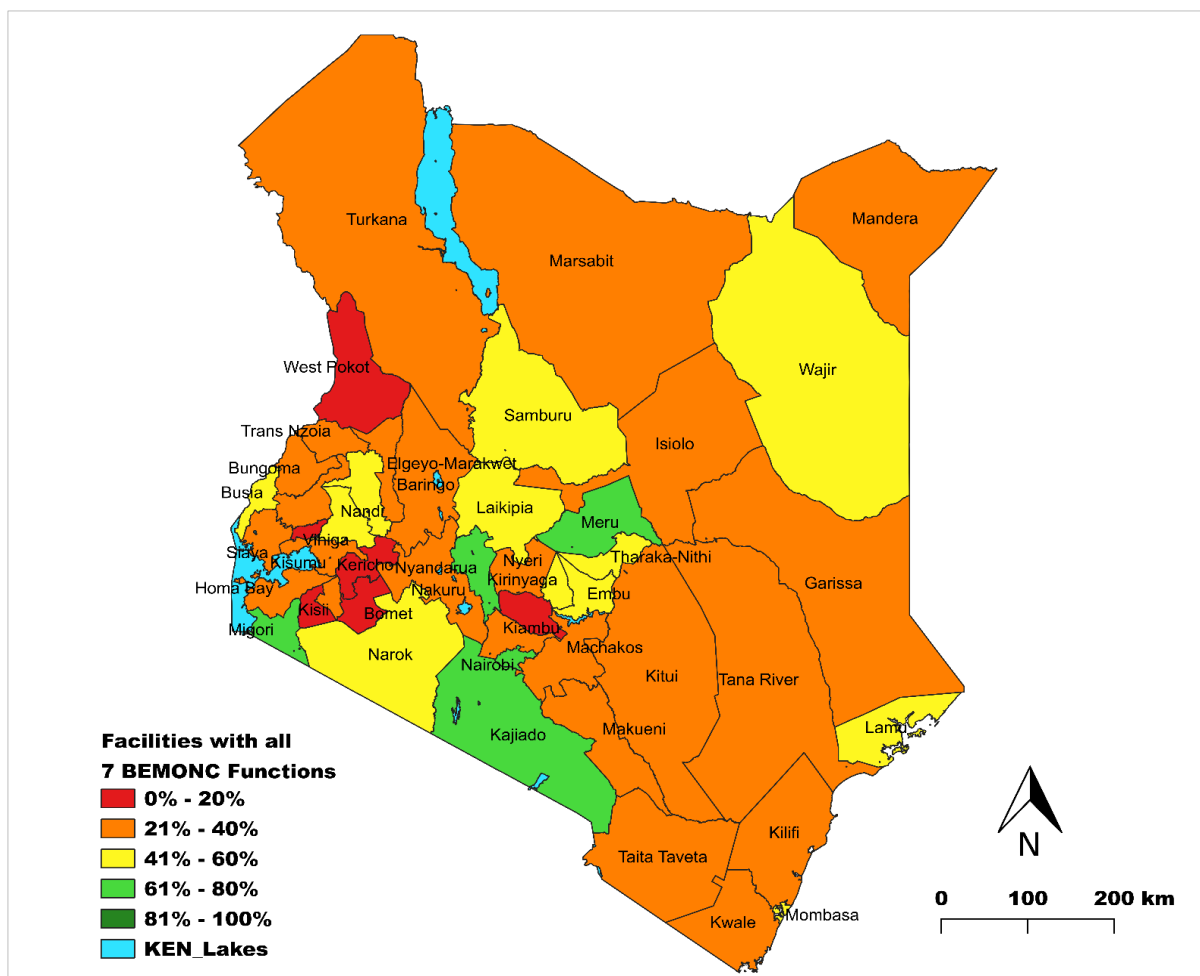 Turkana
Mandera
Marsabit
Wajir
West Pokot
Samburu
Isiolo
Trans Nzoia
Elgeyo-Marakwet
Bungoma
Baringo
Busia
Laikipia
Nandi
Meru
Vihiga
Siaya
Tharaka-Nithi
Kisumu
Kericho
Nyandarua
Nyeri
Kirinyaga
Garissa
Homa Bay
Nakuru
Embu
Kisii
Bomet
Migori
Kiambu
Machakos
Narok
Nairobi
Kitui
Tana River
Kajiado
Makueni
Lamu
Kilifi
Taita Taveta
Kwale
Mombasa
Facilities with all
7 BEMONC Functions
0% - 20%
21% - 40%
41% - 60%
61% - 80%
81% - 100%
KEN_Lakes
N
0 100 200 km